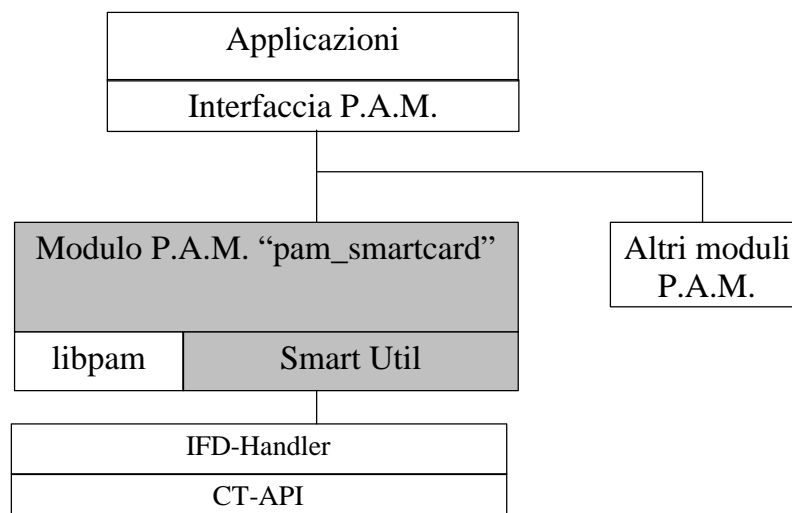 Applicazioni
Interfaccia P.A.M.
Modulo P.A.M. “pam_smartcard”
Altri moduli
P.A.M.
libpam
Smart Util
IFD-Handler
CT-API